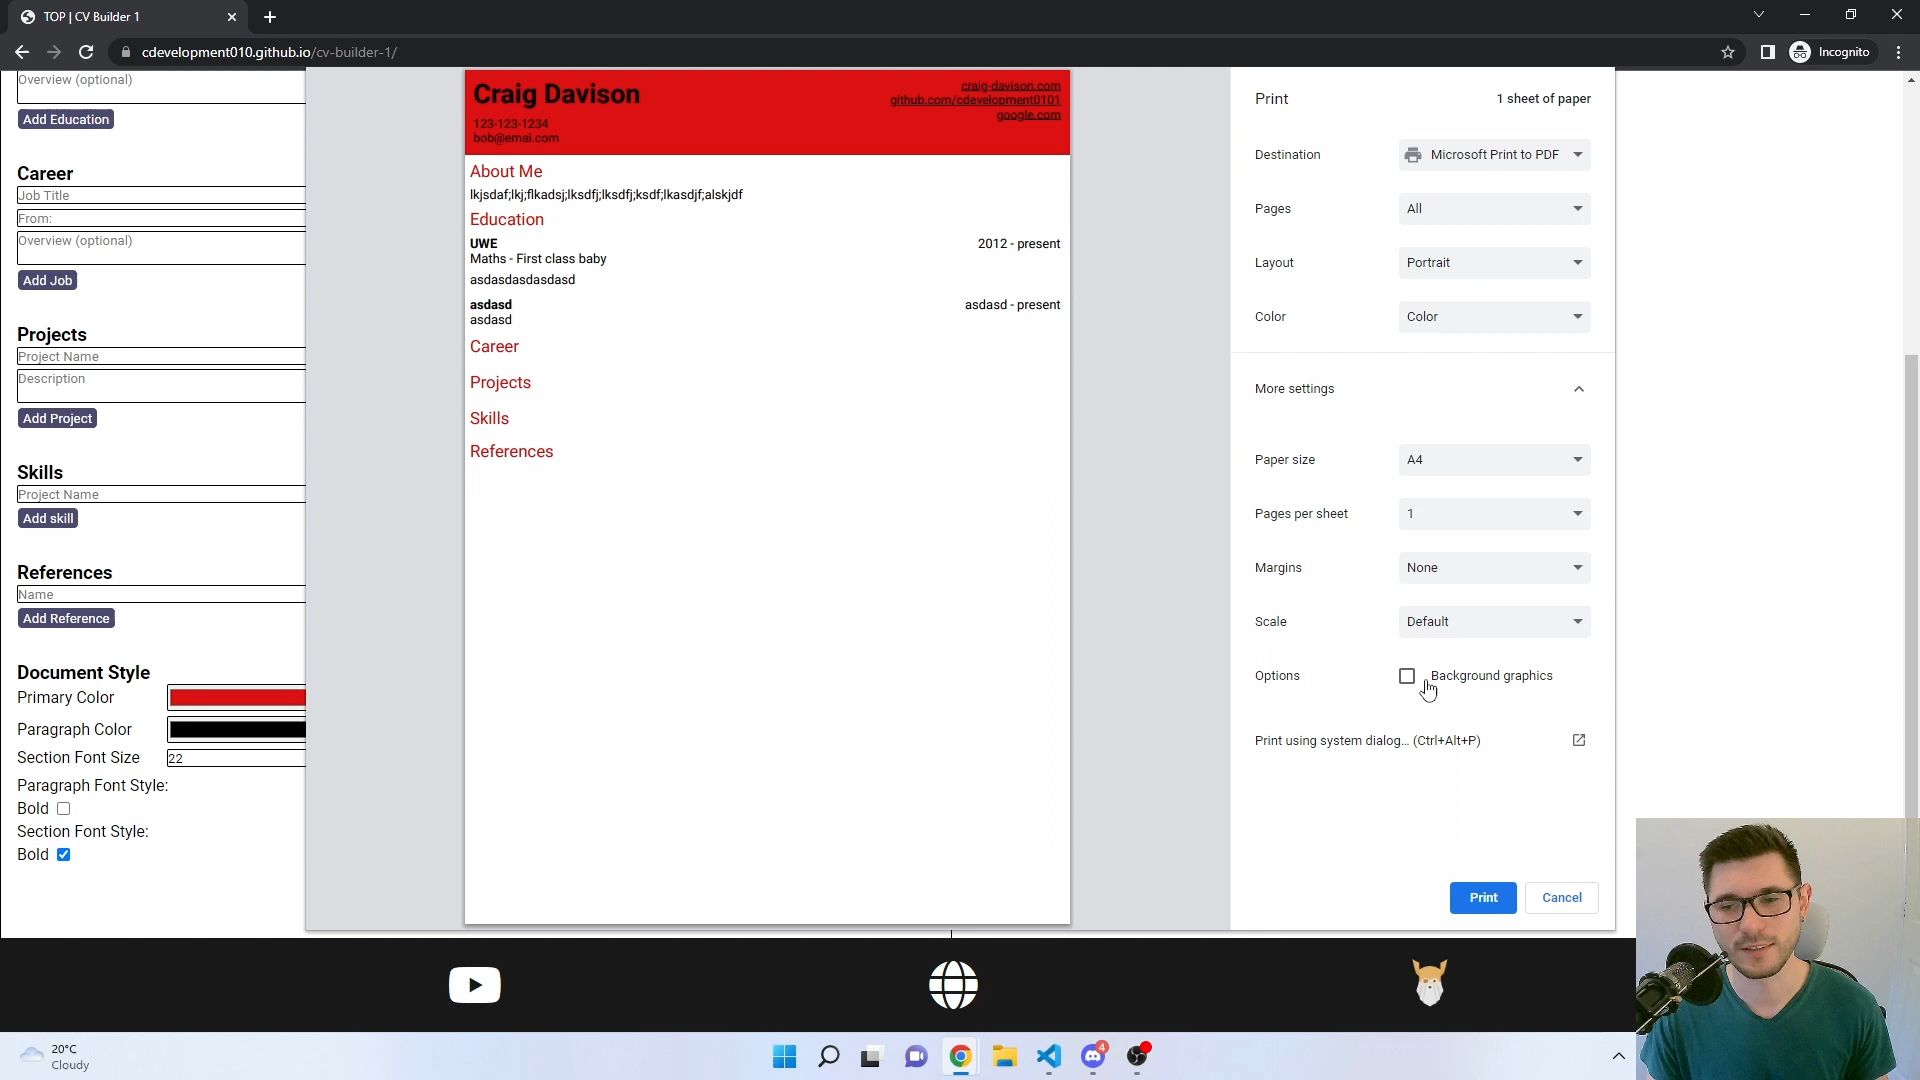 TOP | CV Builder 1
cdevelopment010.github.io/cv-builder-1/
Incognito
Overview (optional)
Add Education
Career
Job Title
From:
Overview (optional)
Add Job
Projects
Project Name
Description
Add Project
Skills
Project Name
Add skill
References
Name
Add Reference
Document Style
Primary Color
Paragraph Color
Section Font Size
22
Paragraph Font Style:
Bold
Section Font Style:
Bold
Craig Davison
123-123-1234
bob@emai.com
craig-davison.com
github.com/cdevelopment0101
google.com
About Me
lkjsdaf;lkj;flkadsj;lksdfj;lksdfj;ksdf;lkasdjf;alskjdf
Education
UWE 2012 - present
Maths - First class baby
asdasdasdasdasd
asdasd asdasd - present
asdasd
Career
Projects
Skills
References
Print 1 sheet of paper
Destination Microsoft Print to PDF
Pages All
Layout Portrait
Color Color
More settings
Paper size A4
Pages per sheet 1
Margins None
Scale Default
Options Background graphics
Print using system dialog... (Ctrl+Alt+P)
Print Cancel
20°C
Cloudy
4